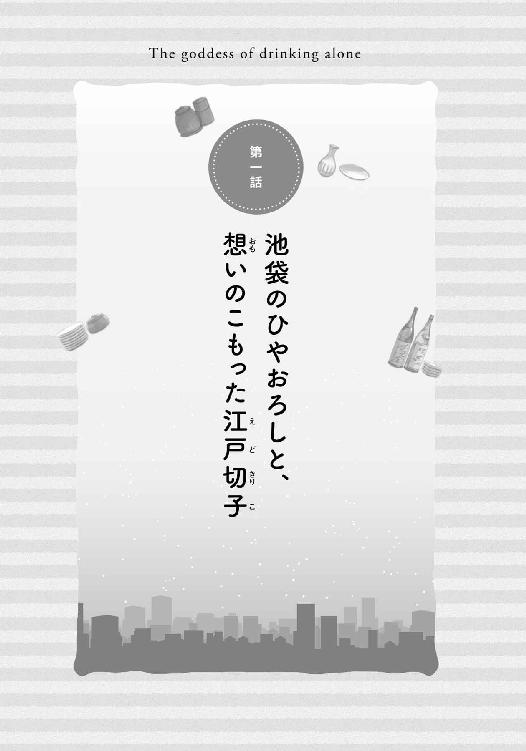 The goddess of drinking alone
第一話
池袋のひやおろしと、
想いのこもった江戸切子